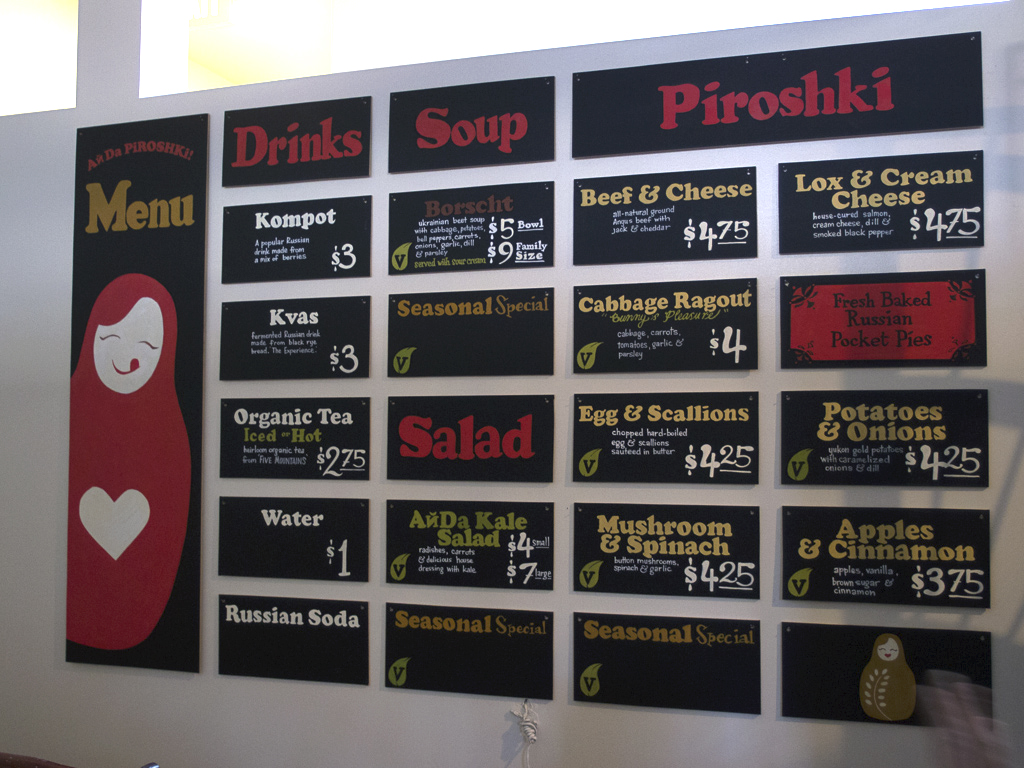 АйDa PiROSHKi!
Menu
Drinks
Kompot
A popular Russian
drink made from
a mix of berries
$3
Kvas
Fermented Russian drink
made from black rye
bread. The Experience.
$3
Organic Tea
Iced or Hot
heirloom organic tea
from FIVE MOUNTAINS
$2.75
Water
$1
Russian Soda
Soup
Borscht
ukrainian beet soup
with cabbage, potatoes,
bell peppers, carrots,
onions, garlic, dill
& parsley
served with sour cream
$5 Bowl
$9 Family
Size
V
Seasonal Special
V
Salad
АйDa Kale
Salad
radishes, carrots
& delicious house
dressing with kale
$4 small
$7 large
V
Seasonal Special
V
Piroshki
Beef & Cheese
all-natural ground
Angus beef with
jack & cheddar
$4.75
Cabbage Ragout
"Bunny's Pleasure"
cabbage, carrots,
tomatoes, garlic &
parsley
$4
V
Egg & Scallions
chopped hard-boiled
egg & scallions
sauteed in butter
$4.25
V
Mushroom
& Spinach
button mushrooms,
spinach & garlic
$4.25
V
Seasonal Special
V
Lox & Cream
Cheese
house-cured salmon,
cream cheese, dill &
smoked black pepper
$4.75
Fresh Baked
Russian
Pocket Pies
Potatoes
& Onions
yukon gold potatoes
with caramelized
onions & dill
$4.25
V
Apples
& Cinnamon
apples, vanilla,
brown sugar &
cinnamon
$3.75
V